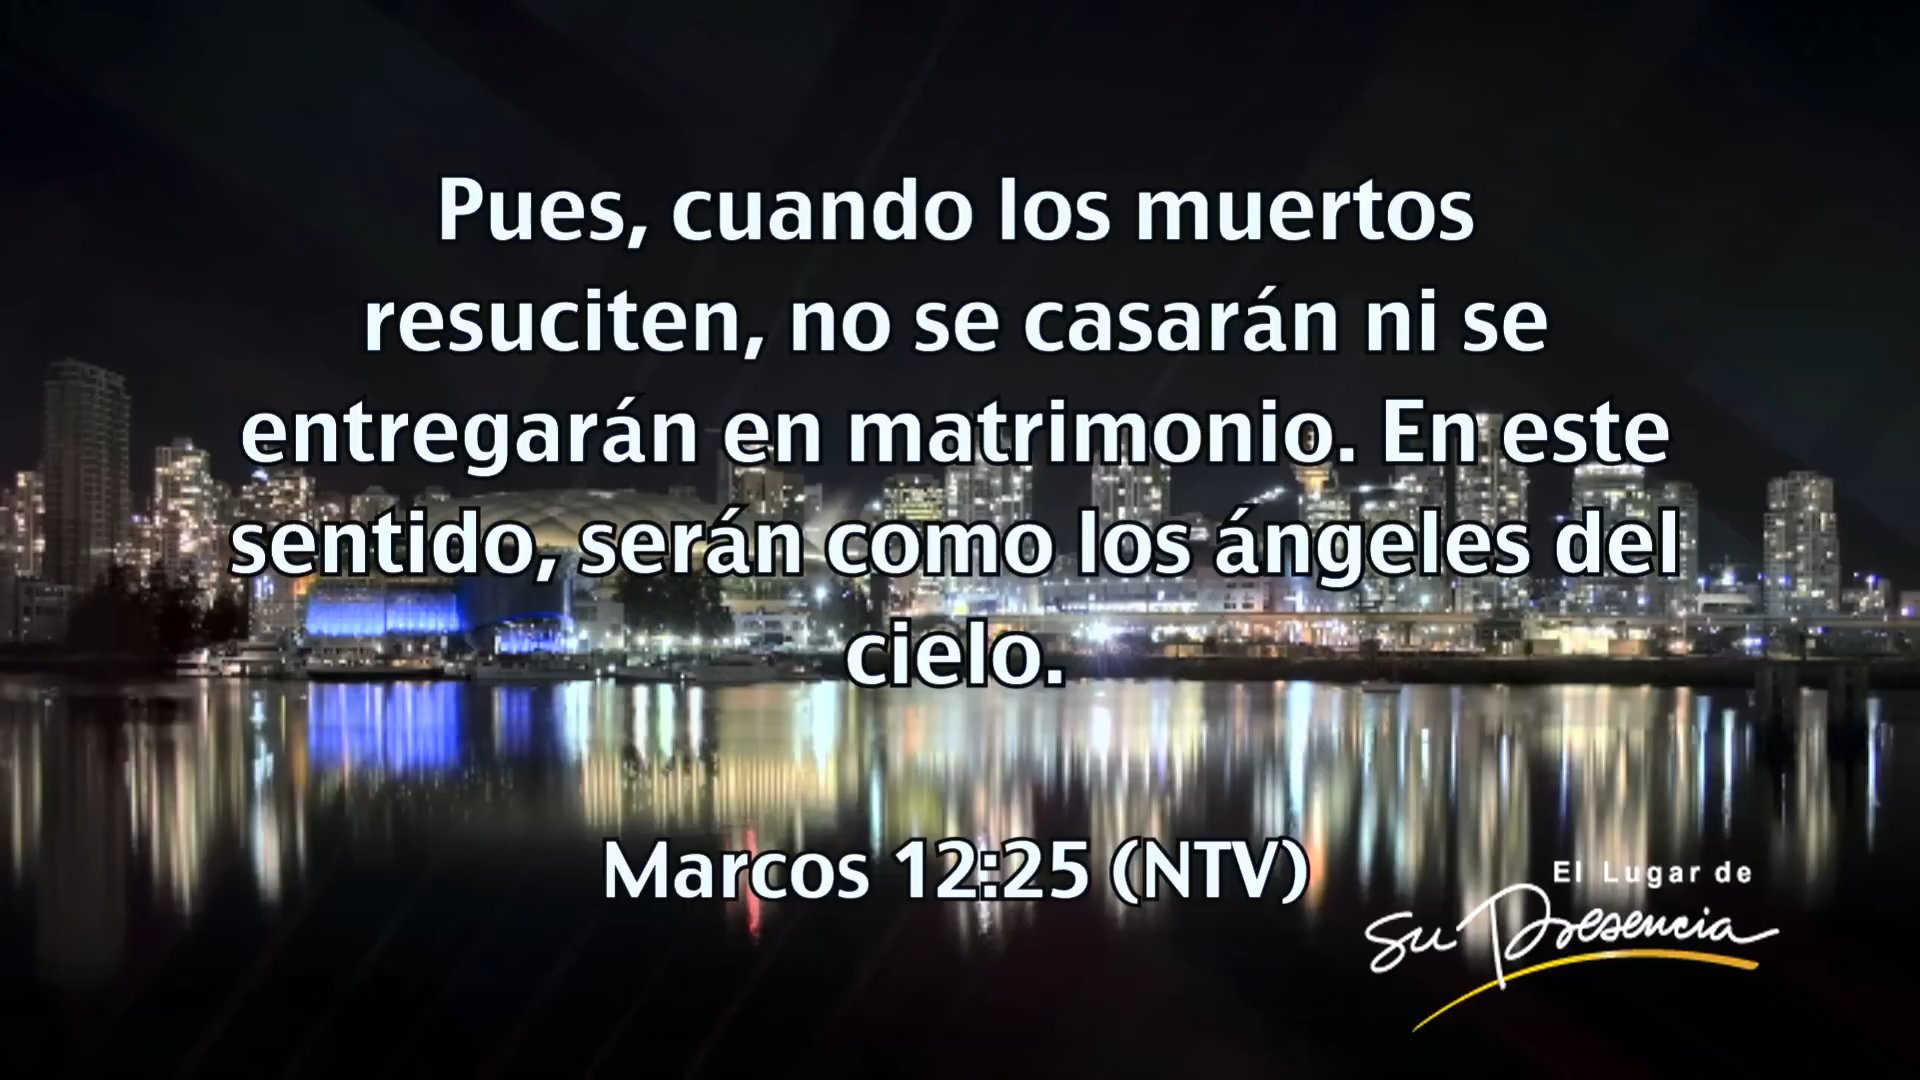 Pues, cuando los muertos
resuciten, no se casarán ni se
entregarán en matrimonio. En este
sentido, serán como los ángeles del
cielo.
Marcos 12:25 (NTV)
El Lugar de
Su Presencia